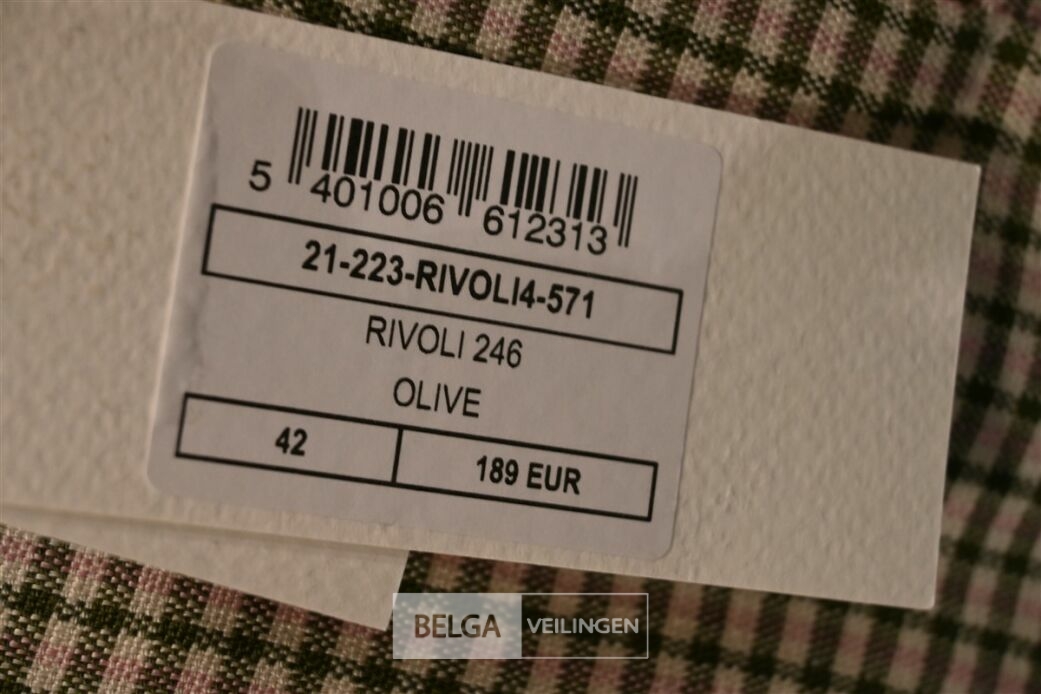 5 401006 612313
21-223-RIVOLI4-571
RIVOLI 246
OLIVE
42 189 EUR
BELGA VEILINGEN